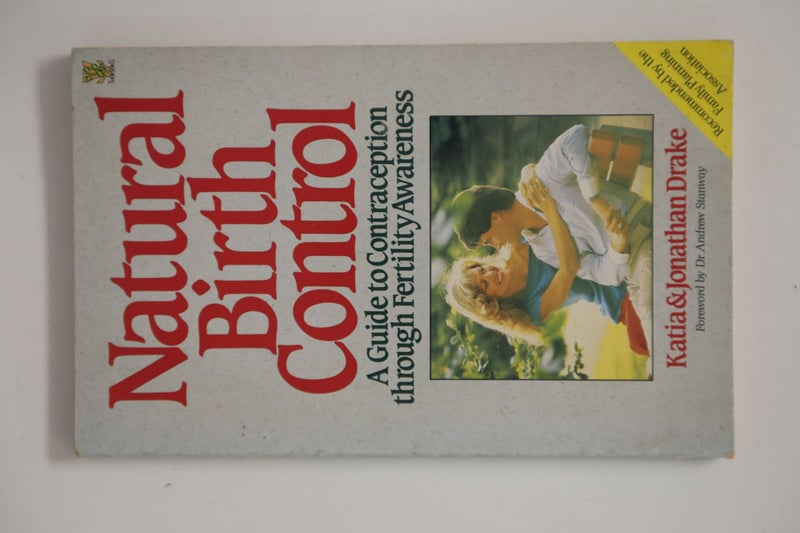 Natural
Birth
Control
A Guide to Contraception
through Fertility Awareness
Recommended by the
Family Planning
Association
Katia & Jonathan Drake
Foreword by Dr Andrew Stanway